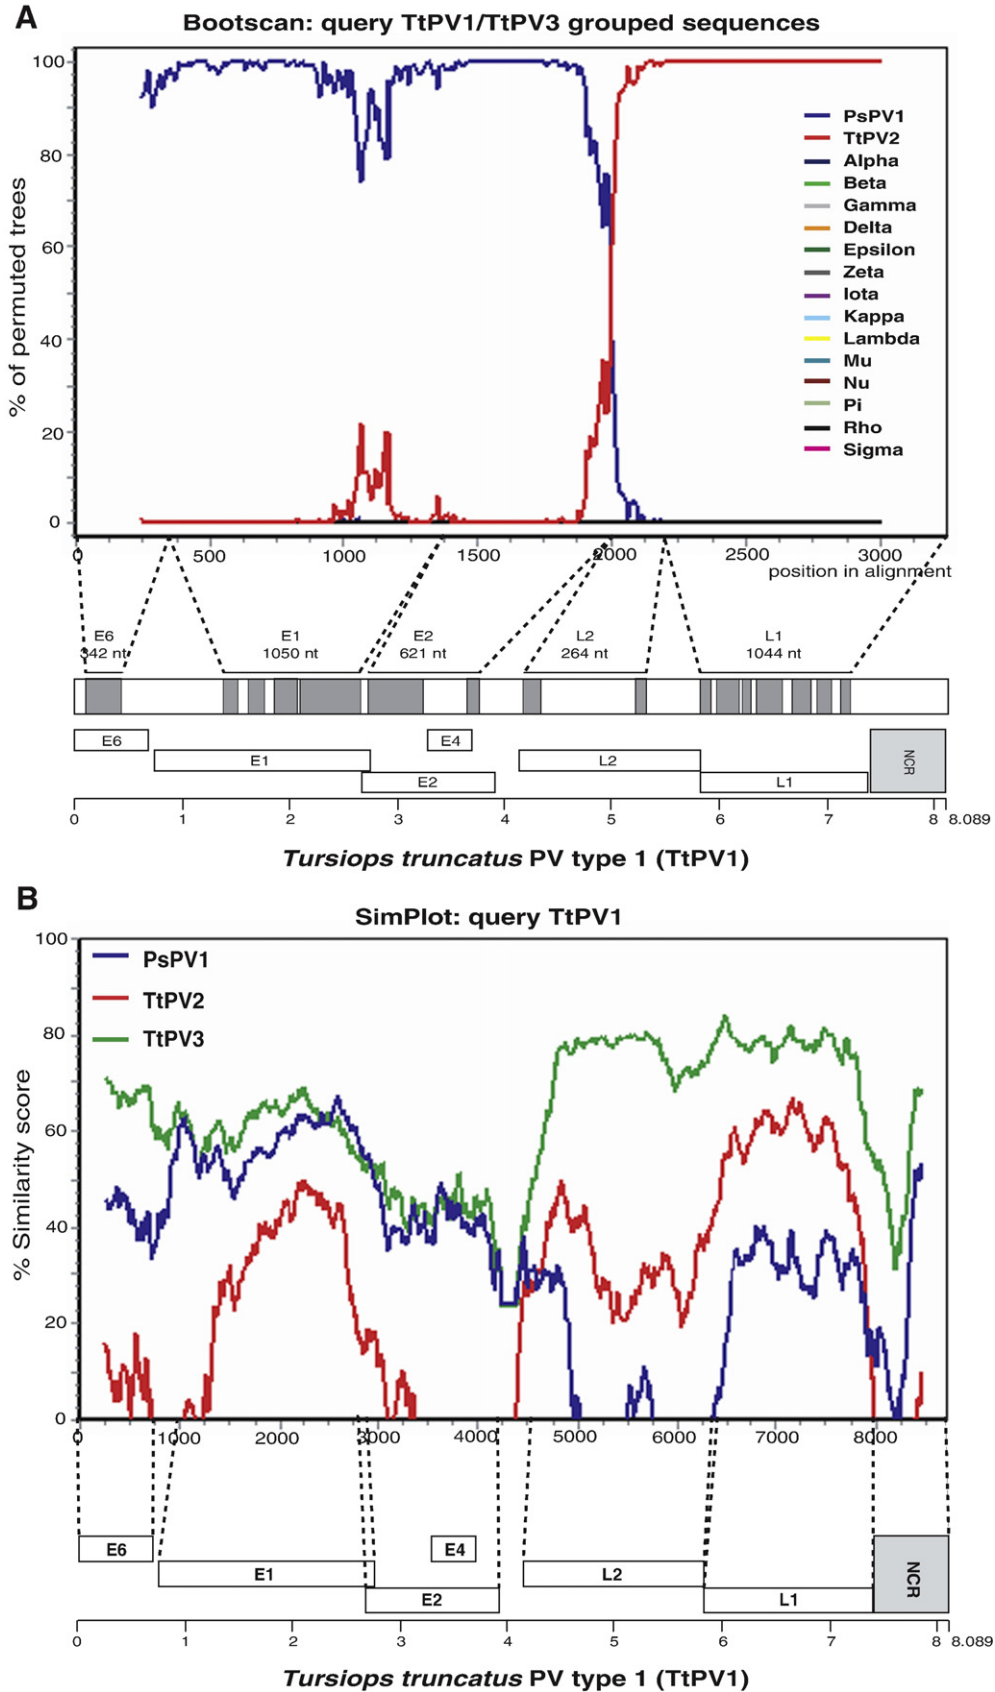 A
Bootscan: query TtPV1/TtPV3 grouped sequences
% of permuted trees
100
80
60
40
20
0
PsPV1
TtPV2
Alpha
Beta
Gamma
Delta
Epsilon
Zeta
Iota
Kappa
Lambda
Mu
Nu
Pi
Rho
Sigma
0 500 1000 1500 2000 2500 3000
position in alignment
E6 E1 E2 L2 L1
342 nt 1050 nt 621 nt 264 nt 1044 nt
E6 E4 NCR
E1 L2
E2 L1
0 1 2 3 4 5 6 7 8 8.089
Tursiops truncatus PV type 1 (TtPV1)
B
SimPlot: query TtPV1
% Similarity score
100
80
60
40
20
0
PsPV1
TtPV2
TtPV3
0 1000 2000 3000 4000 5000 6000 7000 8000
E6 E4 NCR
E1 L2
E2 L1
0 1 2 3 4 5 6 7 8 8.089
Tursiops truncatus PV type 1 (TtPV1)